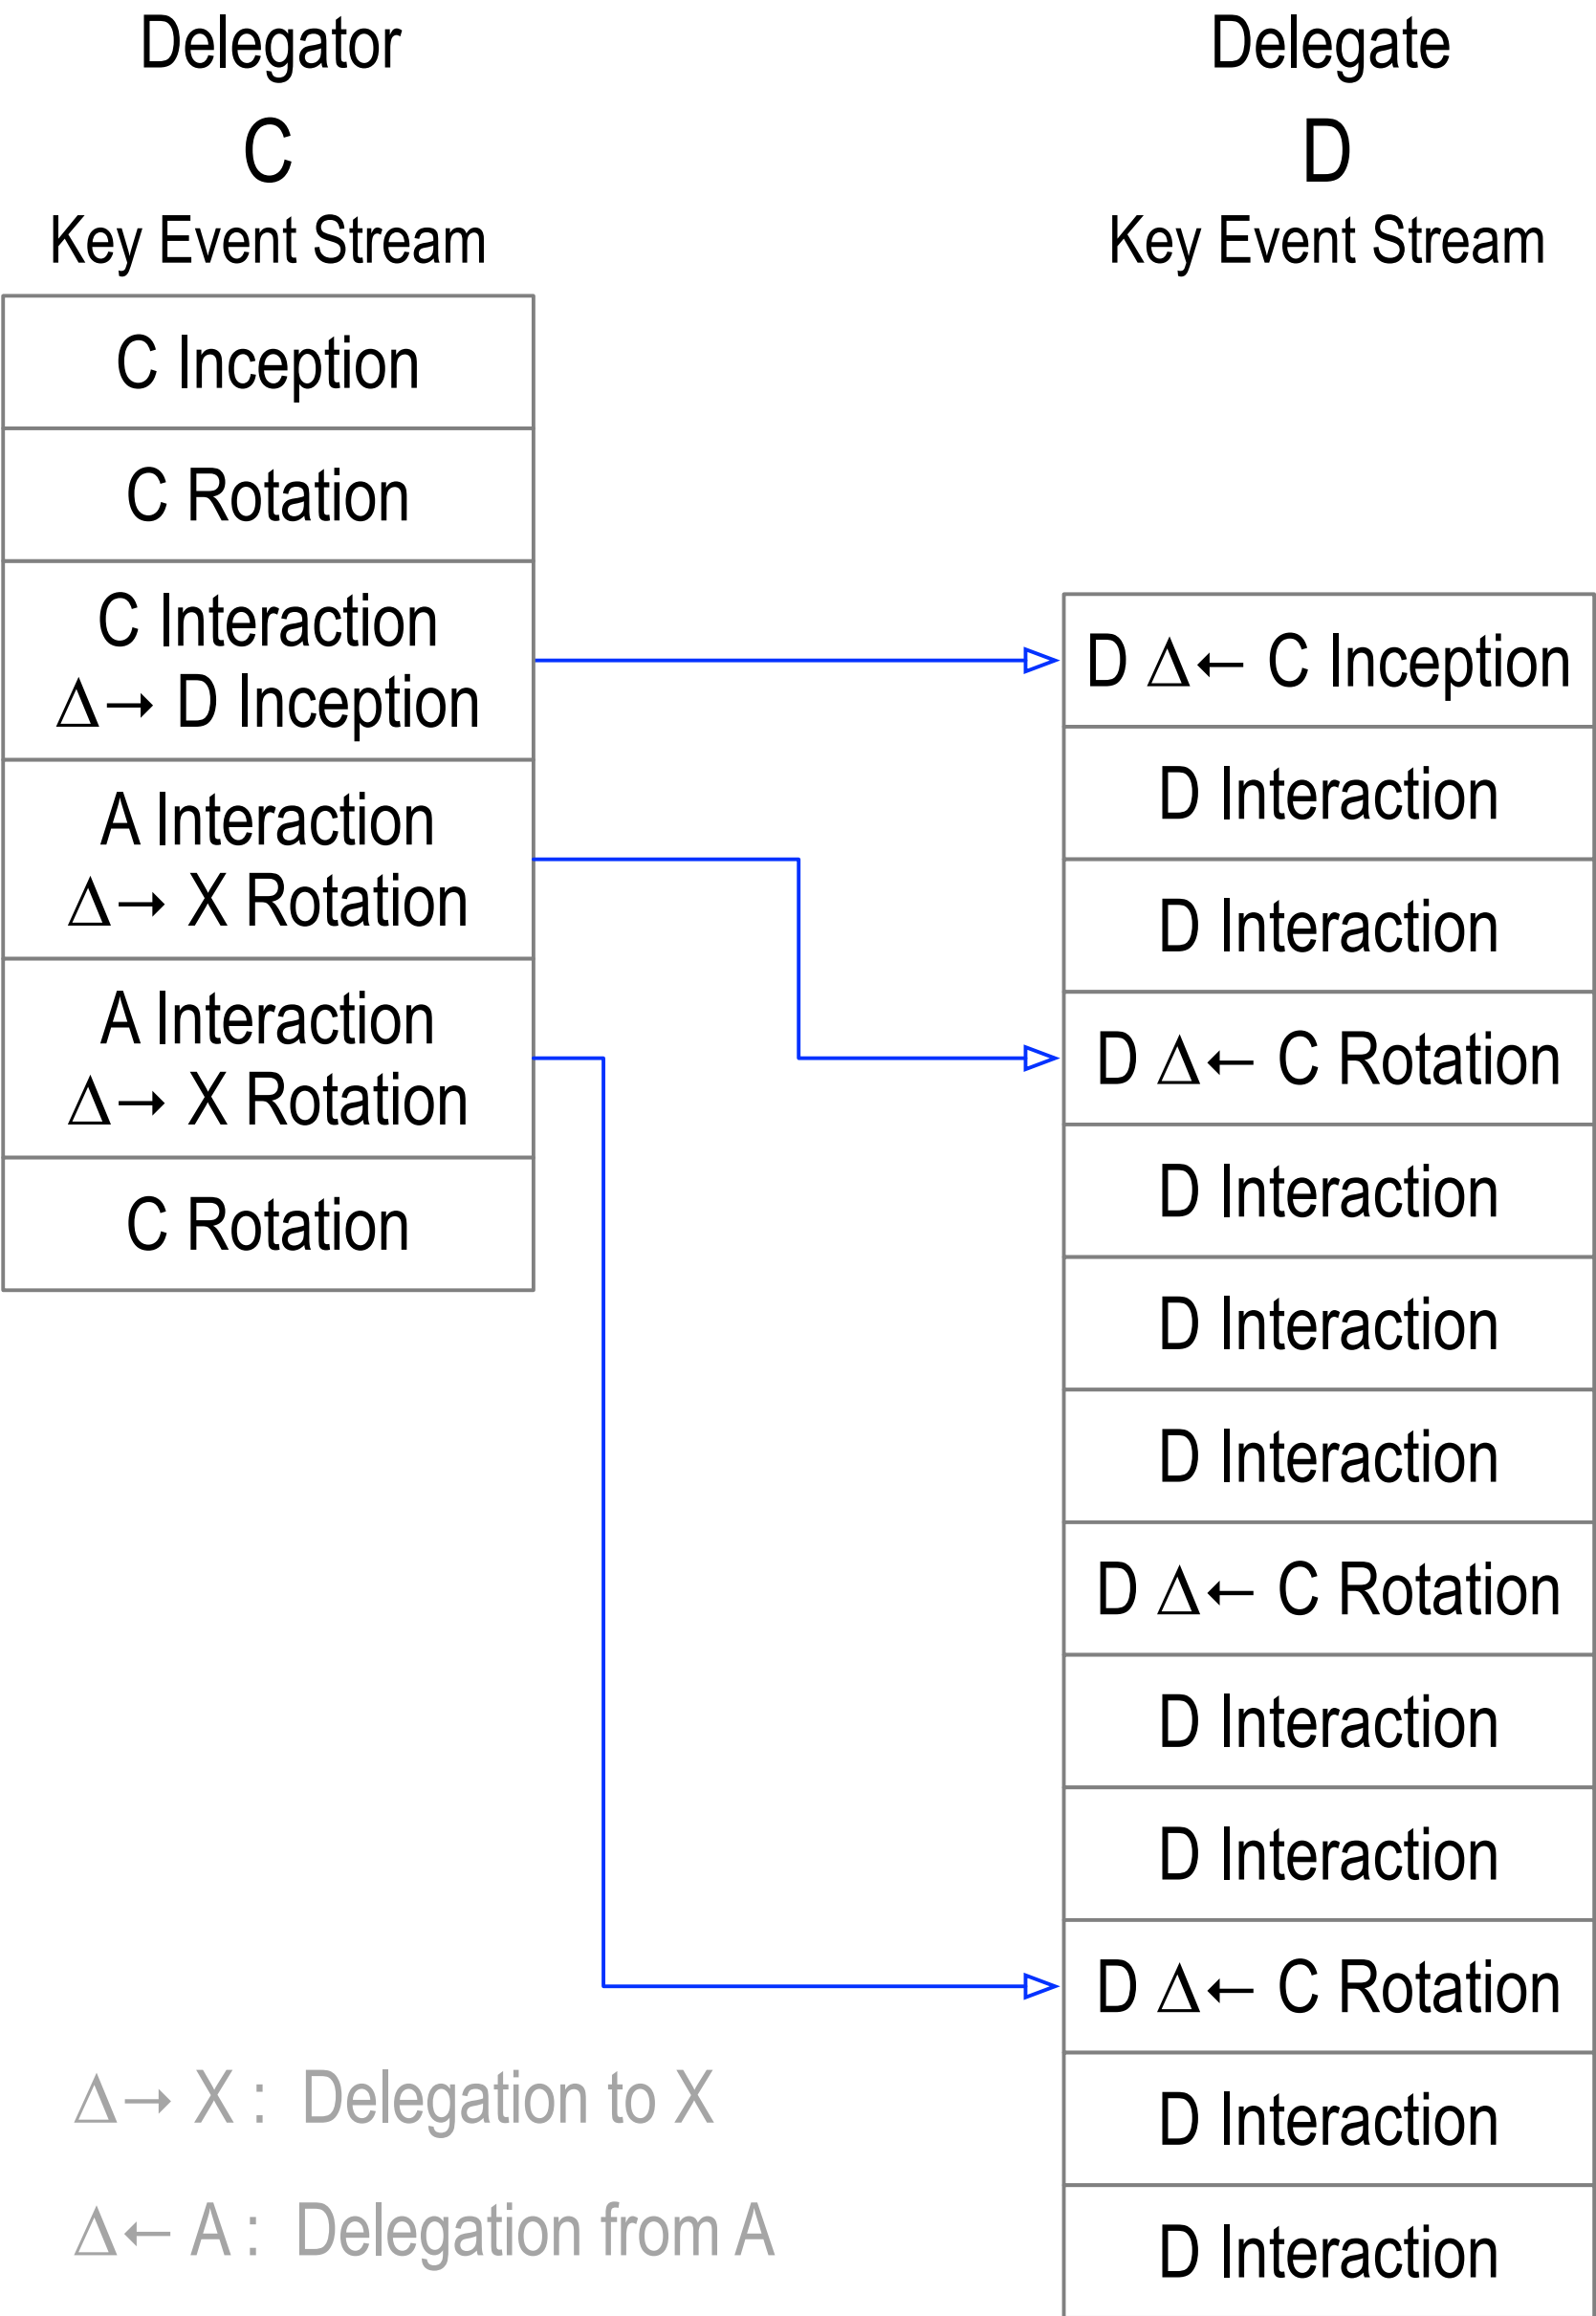 Delegator
C
Key Event Stream
C Inception
C Rotation
C Interaction
Δ→ D Inception
A Interaction
Δ→ X Rotation
A Interaction
Δ→ X Rotation
C Rotation
Delegate
D
Key Event Stream
D Δ← C Inception
D Interaction
D Interaction
D Δ← C Rotation
D Interaction
D Interaction
D Interaction
D Δ← C Rotation
D Interaction
D Interaction
D Δ← C Rotation
D Interaction
D Interaction
Δ→ X : Delegation to X
Δ← A : Delegation from A